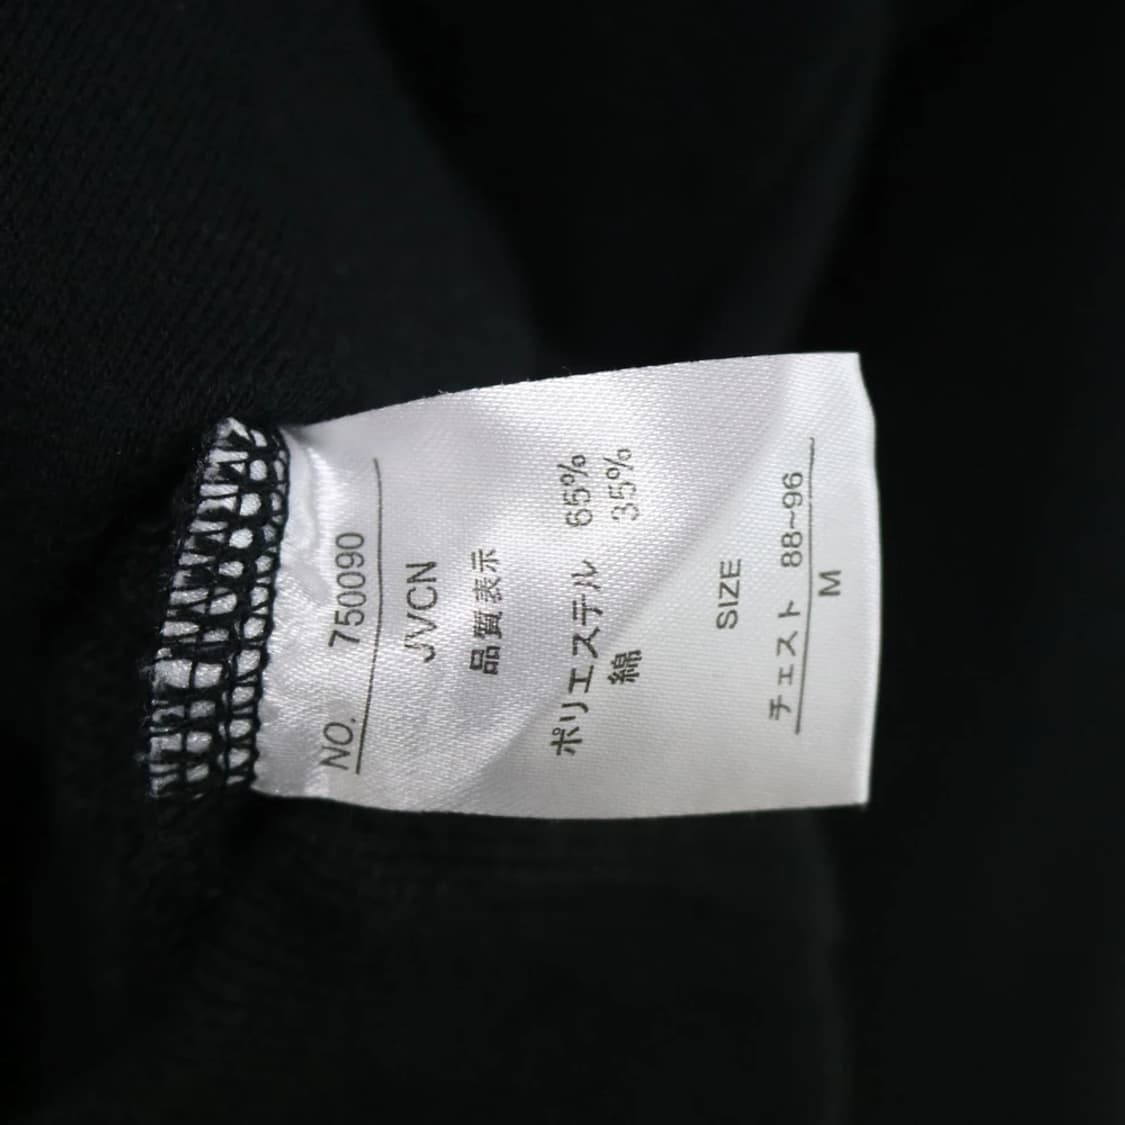 NO. 750090
JVCN
品質表示
ポリエステル 65%
綿 35%
SIZE
チェスト 88~96
M